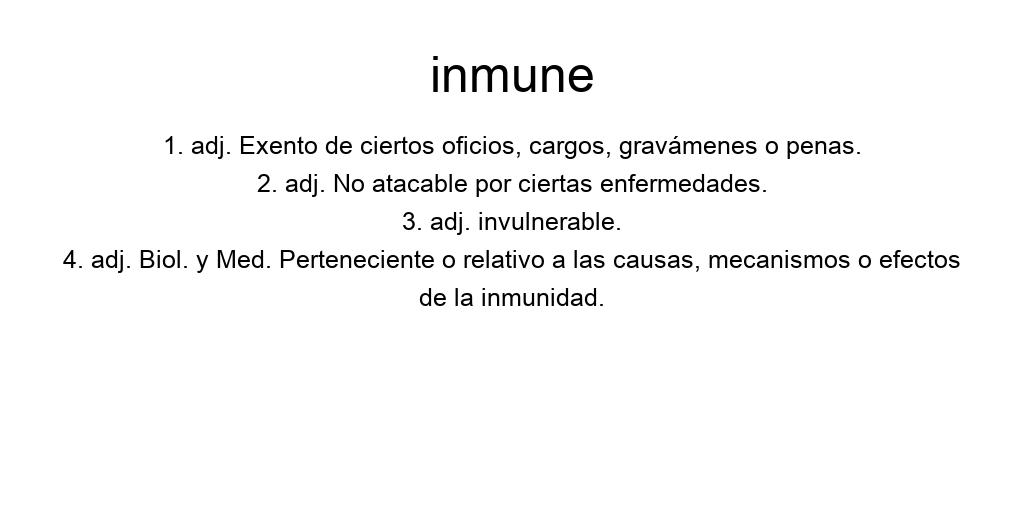 inmune
1. adj. Exento de ciertos oficios, cargos, gravámenes o penas.
2. adj. No atacable por ciertas enfermedades.
3. adj. invulnerable.
4. adj. Biol. y Med. Perteneciente o relativo a las causas, mecanismos o efectos
de la inmunidad.